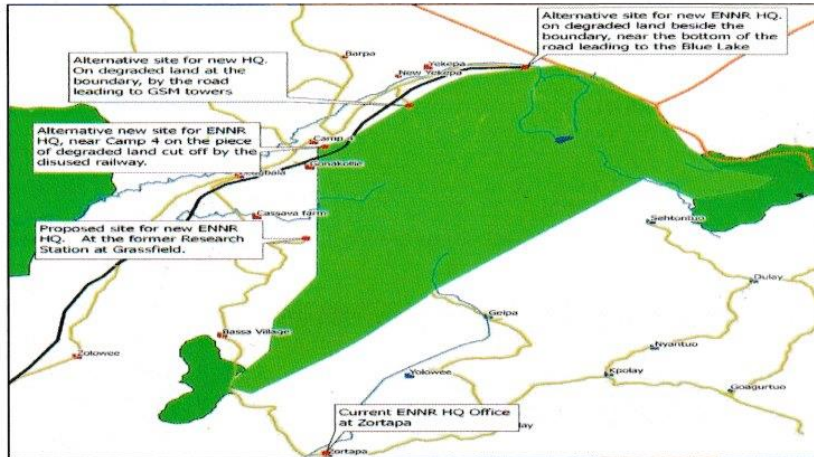 Alternative site for new ENNR HQ.
on degraded land beside the
boundary, near the bottom of the
road leading to the Blue Lake
Alternative site for new HQ.
On degraded land at the
boundary, by the road
leading to GSM towers
Barpa
Yekepa
New Yekepa
Alternative new site for ENNR
HQ, near Camp 4 on the piece
of degraded land cut off by the
disused railway.
Camp 4
Cassava farm
Proposed site for new ENNR
HQ. At the former Research
Station at Grassfield.
Sehtontuo
Dulay
Geipa
Bassa Village
Zolowee
Nyantuo
Yolowee
Kpolay
Goagurtuo
Current ENNR HQ Office
at Zortapa
lay
Zortapa